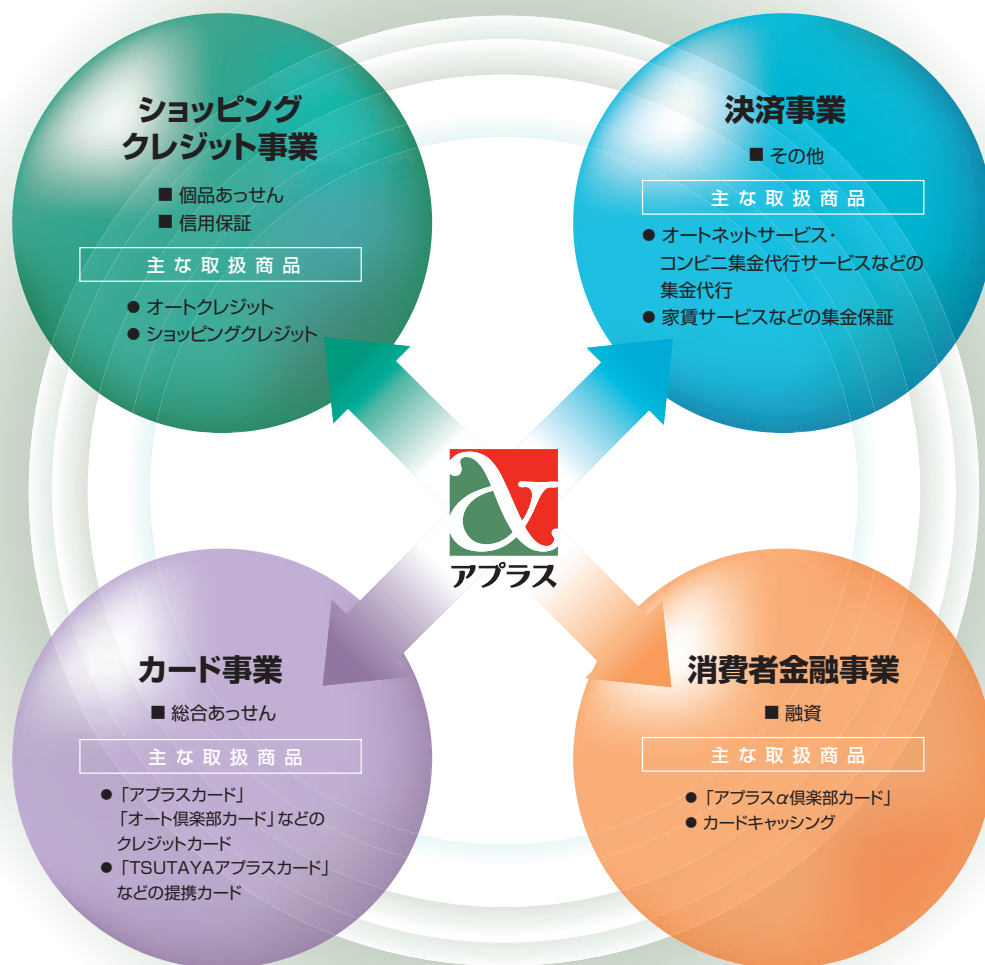 ショッピング
クレジット事業
■ 個品あっせん
■ 信用保証
主な取扱商品
● オートクレジット
● ショッピングクレジット
決済事業
■ その他
主な取扱商品
● オートネットサービス・
コンビニ集金代行サービスなどの
集金代行
● 家賃サービスなどの集金保証
α
アプラス
カード事業
■ 総合あっせん
主な取扱商品
● 「アプラスカード」
「オート倶楽部カード」などの
クレジットカード
● 「TSUTAYAアプラスカード」
などの提携カード
消費者金融事業
■ 融資
主な取扱商品
● 「アプラスα倶楽部カード」
● カードキャッシング